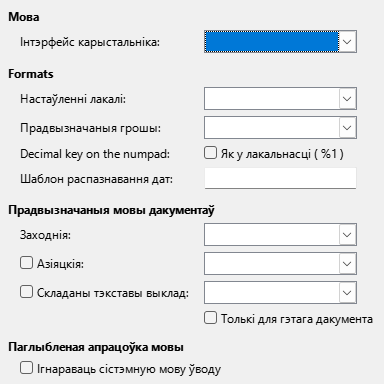 Мова
Інтэрфейс карыстальніка:
Formats
Настаўленні лакалі:
Прадвызначаныя грошы:
Decimal key on the numpad:
Як у лакальнасці ( %1 )
Шаблон распазнавання дат:
Прадвызначаныя мовы дакументаў
Заходнія:
Азіяцкія:
Складаны тэкставы выклад:
Толькі для гэтага дакумента
Паглыбленая апрацоўка мовы
Ігнараваць сістэмную мову ўводу